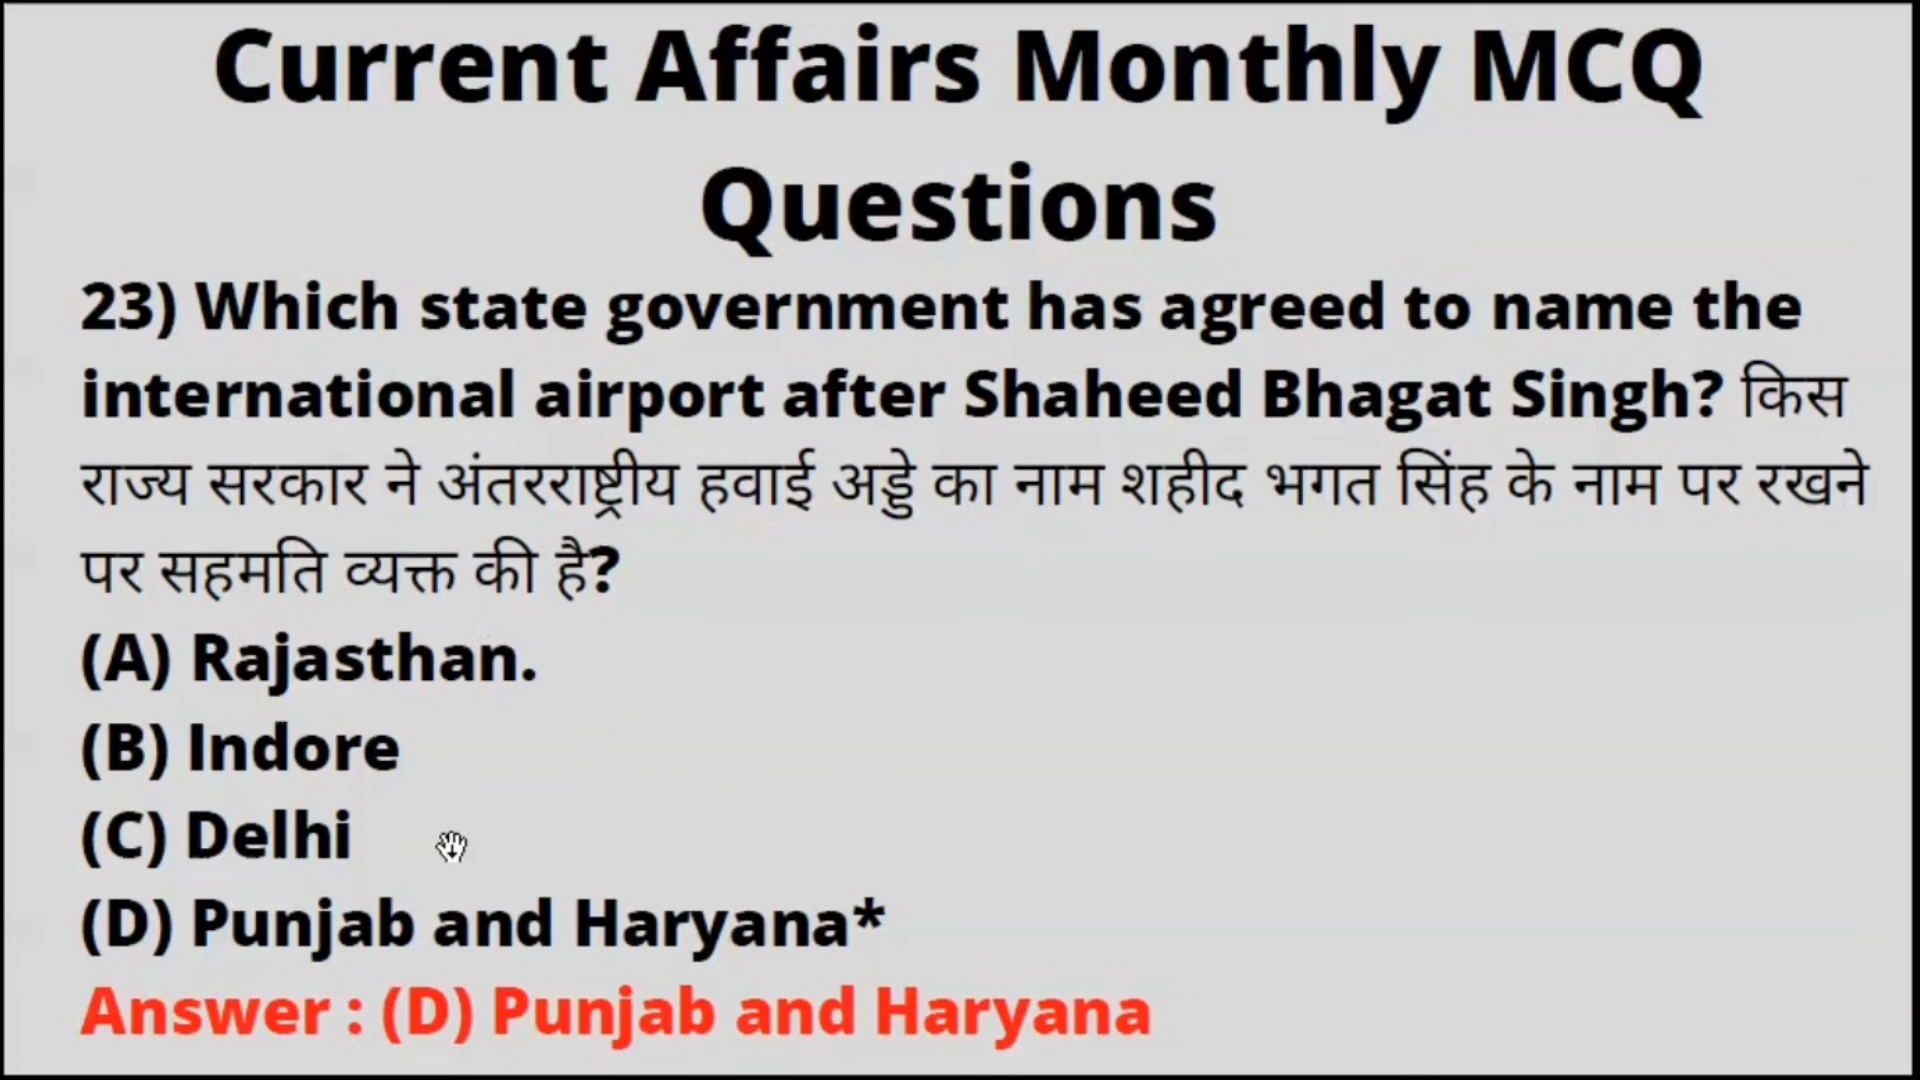 Current Affairs Monthly MCQ
Questions
23) Which state government has agreed to name the
international airport after Shaheed Bhagat Singh? किस
राज्य सरकार ने अंतरराष्ट्रीय हवाई अड्डे का नाम शहीद भगत सिंह के नाम पर रखने
पर सहमति व्यक्त की है?
(A) Rajasthan.
(B) Indore
(C) Delhi
(D) Punjab and Haryana*
Answer : (D) Punjab and Haryana